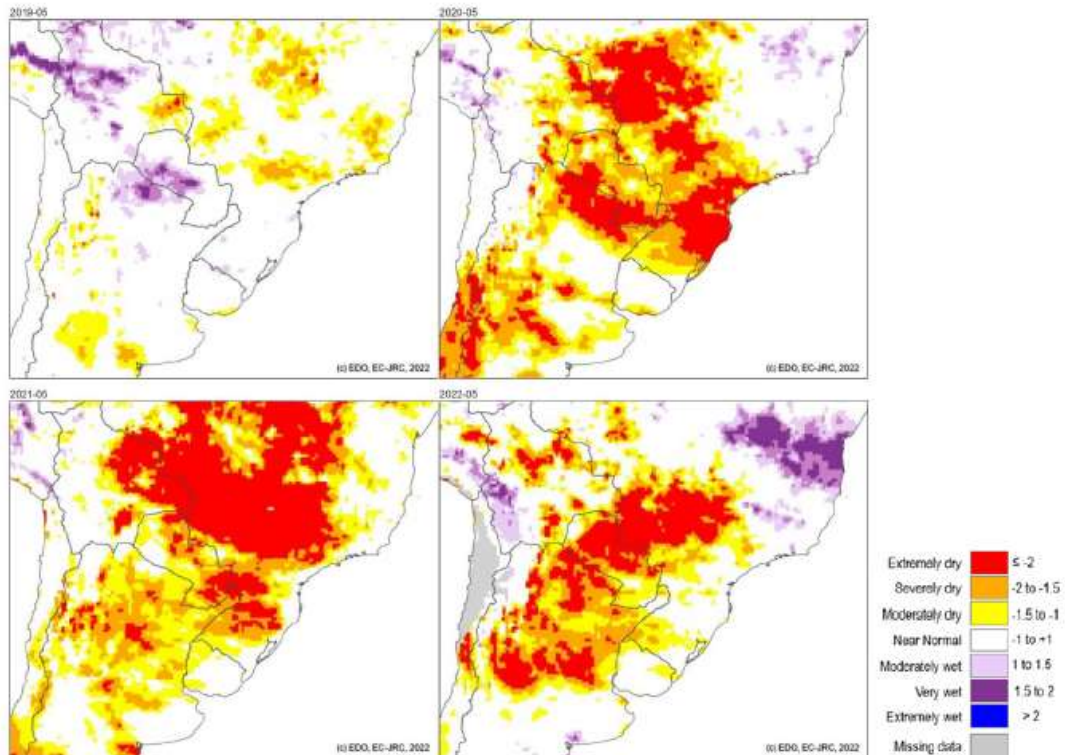 2019-05
2020-05
(c) EDO, EC-JRC, 2022
(c) EDO, EC-JRC, 2022
2021-05
2022-05
(c) EDO, EC-JRC, 2022
(c) EDO, EC-JRC, 2022
Extremely dry ≤ -2
Severely dry -2 to -1.5
Moderately dry -1.5 to -1
Near Normal -1 to +1
Moderately wet 1 to 1.5
Very wet 1.5 to 2
Extremely wet > 2
Missing data